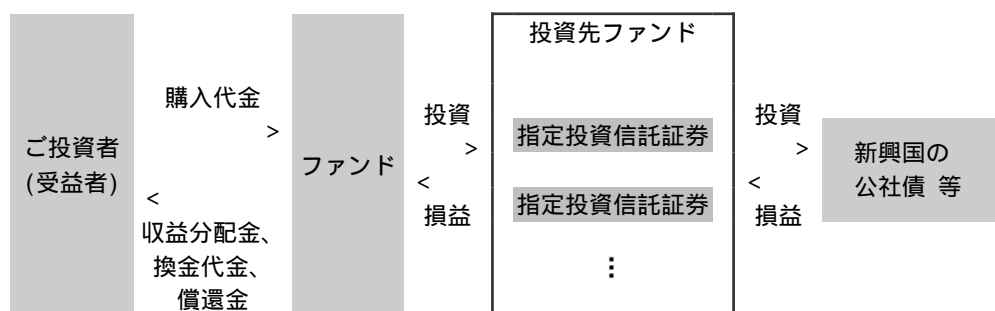 ご投資者
(受益者)
購入代金
>
<
収益分配金、
換金代金、
償還金
ファンド
投資
>
<
損益
投資先ファンド
指定投資信託証券
指定投資信託証券
⋮
投資
>
<
損益
新興国の
公社債 等